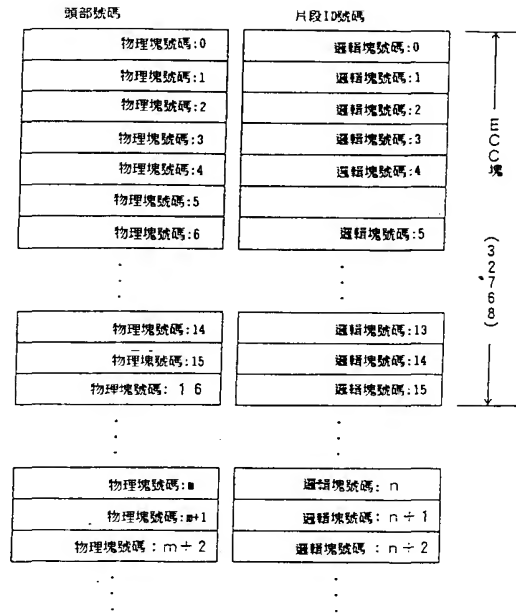 頭部號碼 片段ID號碼
物理塊號碼:0 邏輯塊號碼:0
物理塊號碼:1 邏輯塊號碼:1
物理塊號碼:2 邏輯塊號碼:2
物理塊號碼:3 邏輯塊號碼:3
物理塊號碼:4 邏輯塊號碼:4
物理塊號碼:5
物理塊號碼:6 邏輯塊號碼:5
ECC塊
(32768)
物理塊號碼:14 邏輯塊號碼:13
物理塊號碼:15 邏輯塊號碼:14
物理塊號碼: 16 邏輯塊號碼:15
物理塊號碼:m 邏輯塊號碼: n
物理塊號碼:m+1 邏輯塊號碼: n+1
物理塊號碼: m+2 邏輯塊號碼: n+2